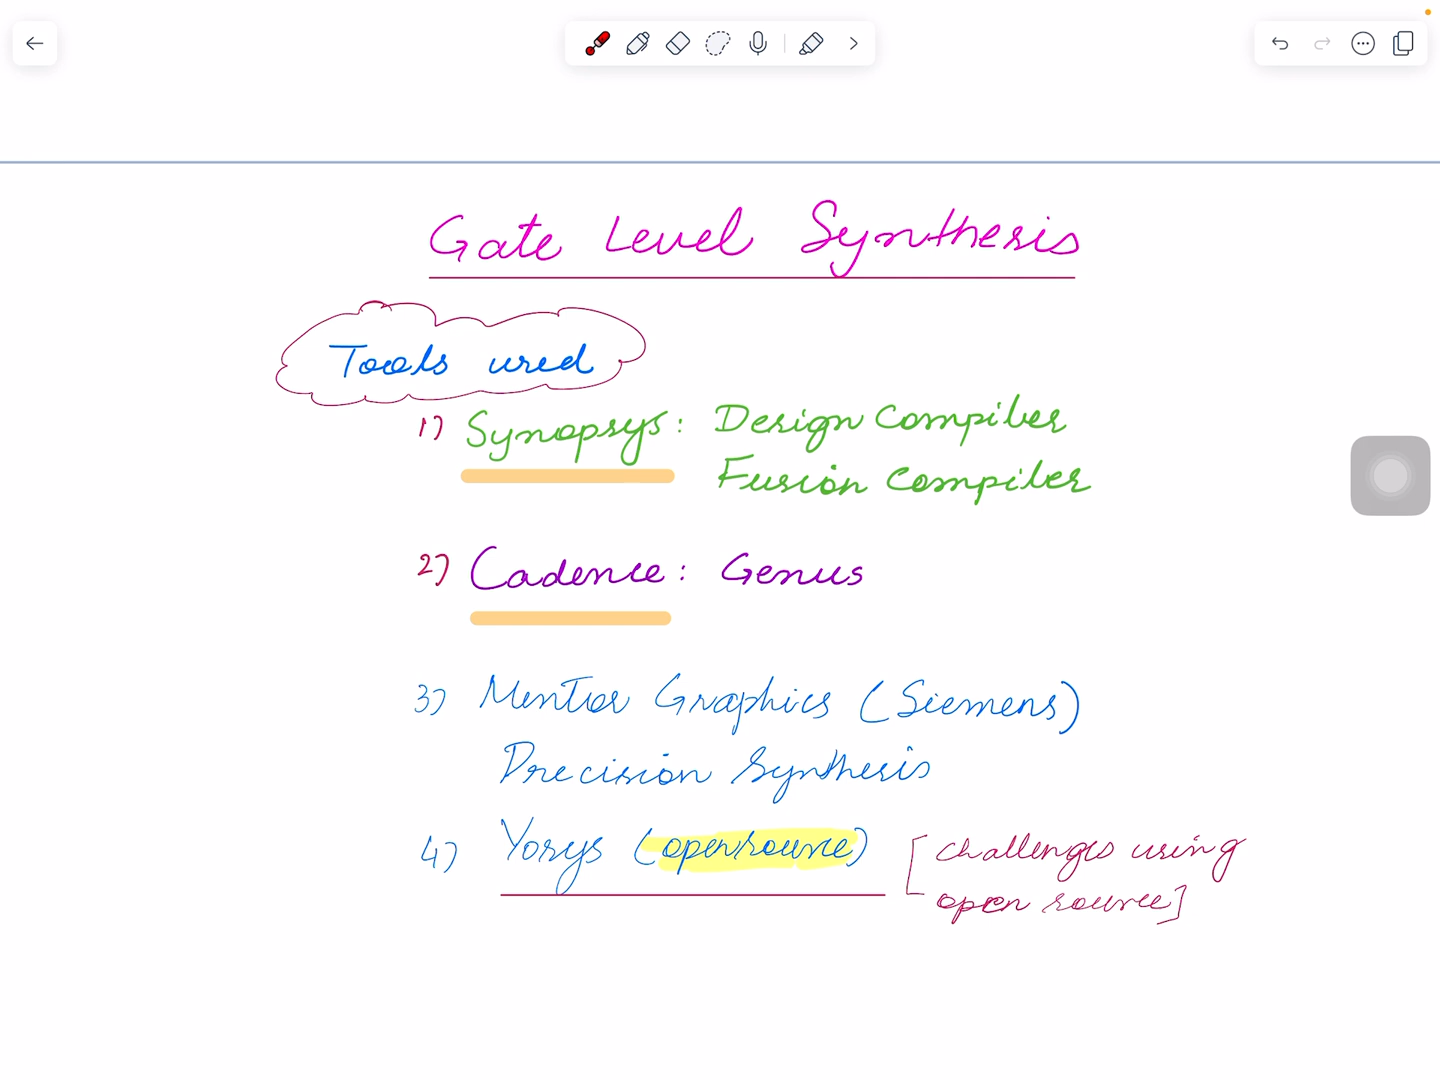 Gate Level Synthesis
Tools used
1) Synopsys: Design Compiler
Fusion Compiler
2) Cadence: Genus
3) Mentor Graphics (Siemens)
Precision Synthesis
4) Yosys (opensource) [challenges using
open source]